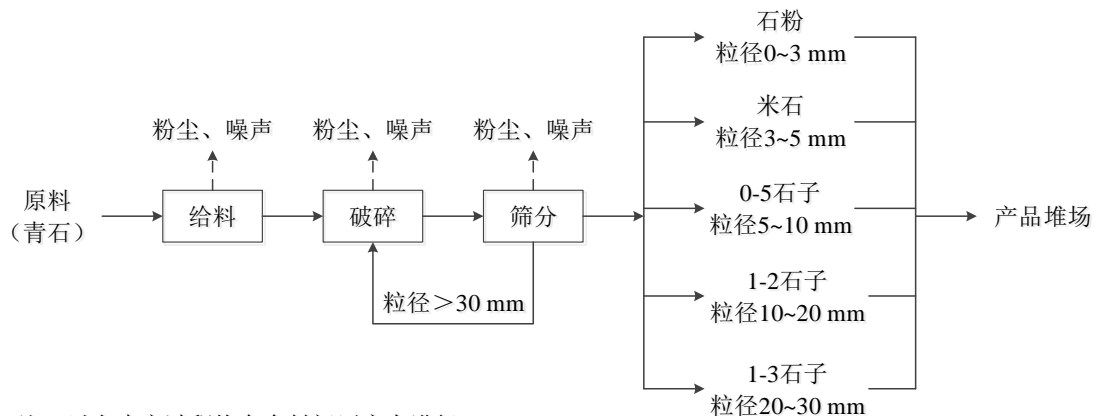 石粉
粒径0~3 mm
米石
粒径3~5 mm
粉尘、噪声
粉尘、噪声
粉尘、噪声
原料
（青石）
给料
破碎
筛分
0-5石子
粒径5~10 mm
产品堆场
粒径＞30 mm
1-2石子
粒径10~20 mm
1-3石子
粒径20~30 mm